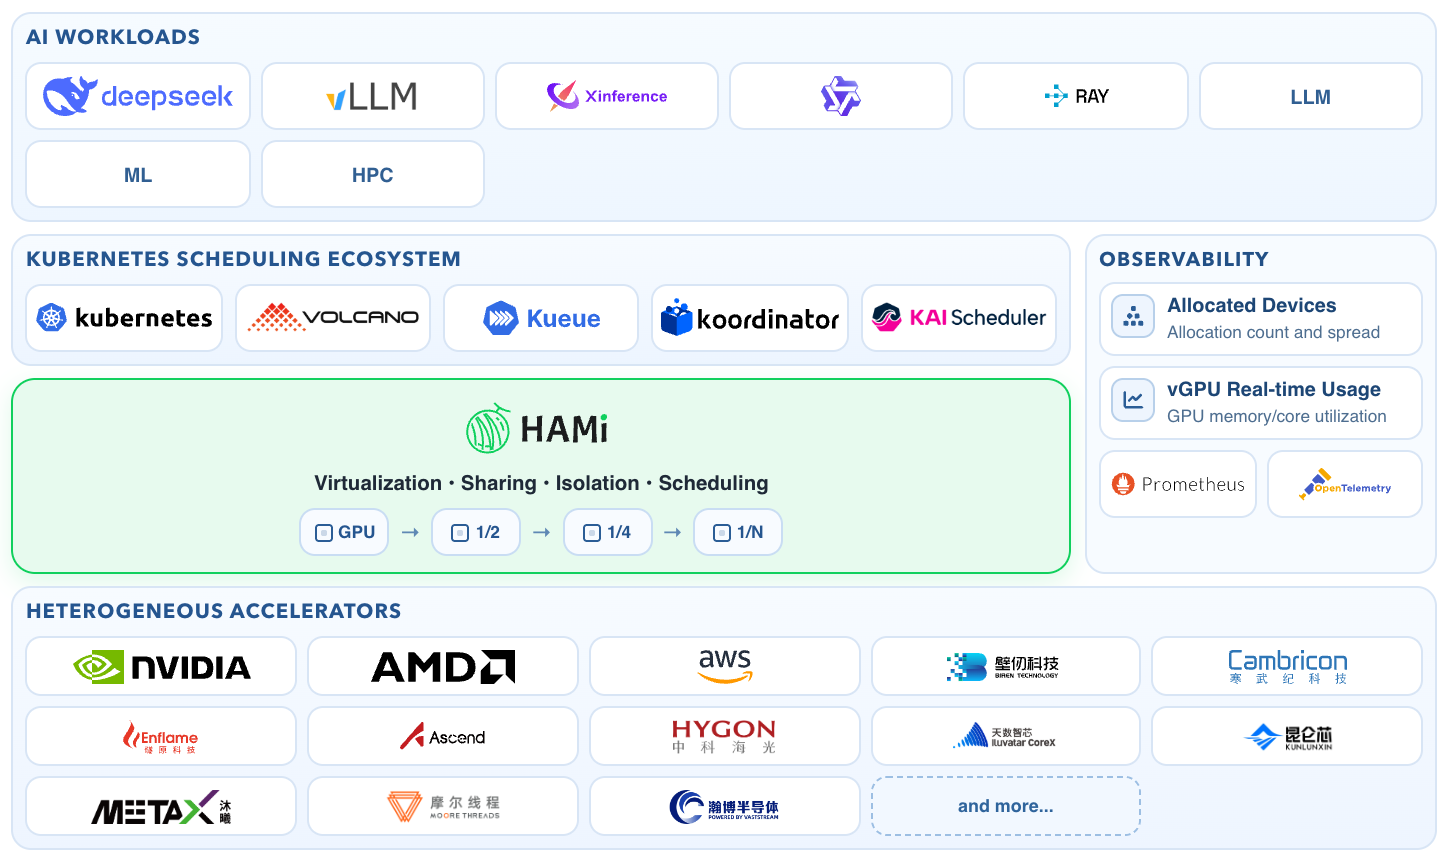 AI WORKLOADS
deepseek
vLLM
Xinference
RAY
LLM
ML
HPC
KUBERNETES SCHEDULING ECOSYSTEM
kubernetes
VOLCANO
Kueue
koordinator
KAI Scheduler
OBSERVABILITY
Allocated Devices
Allocation count and spread
vGPU Real-time Usage
GPU memory/core utilization
Prometheus
OpenTelemetry
HAMi
Virtualization · Sharing · Isolation · Scheduling
GPU → 1/2 → 1/4 → 1/N
HETEROGENEOUS ACCELERATORS
NVIDIA
AMD
aws
壁仞科技
BIREN TECHNOLOGY
Cambricon
寒武纪科技
Enflame
燧原科技
Ascend
HYGON
中科海光
天数智芯
Iluvatar CoreX
昆仑芯
KUNLUNXIN
METAX 沐曦
摩尔线程
MOORE THREADS
瀚博半导体
POWERED BY VASTSTREAM
and more...